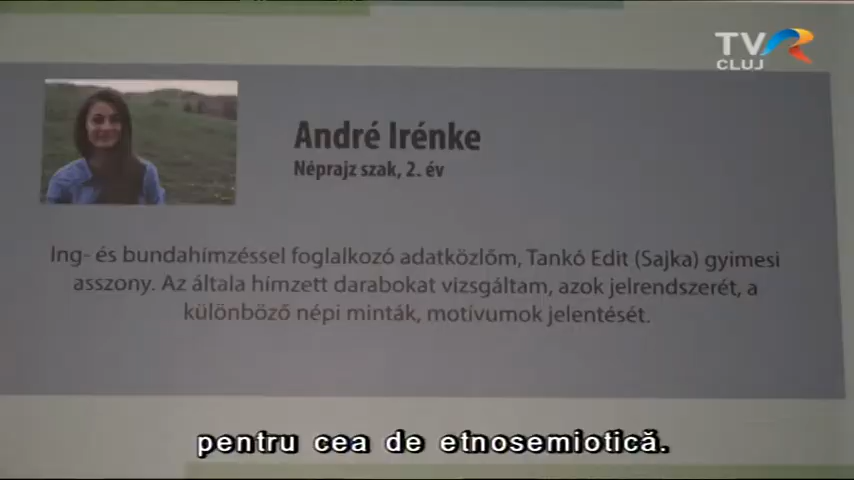 TVR
CLUJ
André Irénke
Néprajz szak, 2. év
Ing- és bundahímzéssel foglalkozó adatközlőm, Tankó Edit (Sajka) gyimesi
asszony. Az általa hímzett darabokat vizsgáltam, azok jelrendszerét, a
különböző népi minták, motívumok jelentését.
pentru cea de etnosemiotică.